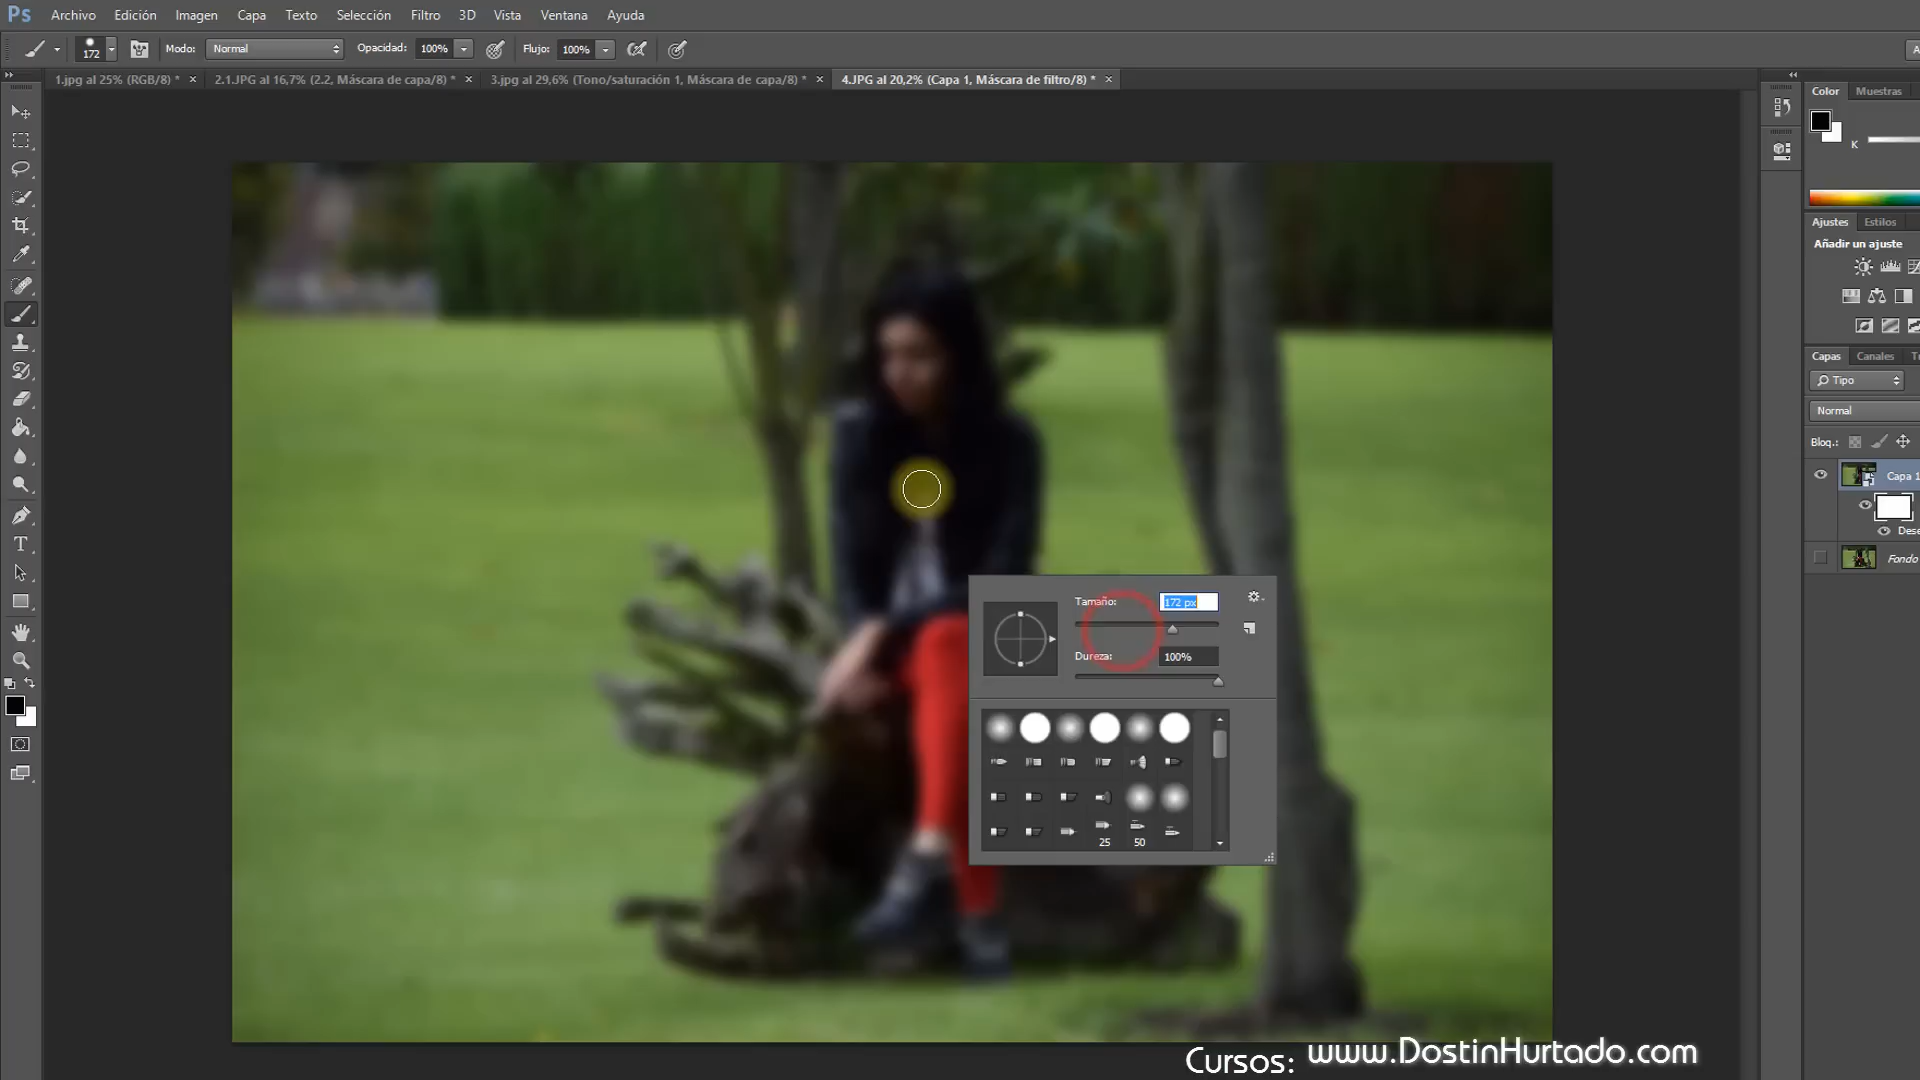 Ps Archivo Edición Imagen Capa Texto Selección Filtro 3D Vista Ventana Ayuda
172 Modo: Normal Opacidad: 100% Flujo: 100%
1.jpg al 25% (RGB/8) * × 2.1.JPG al 16,7% (2.2, Máscara de capa/8) * × 3.jpg al 29,6% (Tono/saturación 1, Máscara de capa/8) * × 4.JPG al 20,2% (Capa 1, Máscara de filtro/8) * ×
Color Muestras
K
Ajustes Estilos
Añadir un ajuste
Capas Canales
Tipo
Normal
Bloq.:
Capa 1
Dese
Fondo
Tamaño: 172 px
Dureza: 100%
25 50
Cursos: www.DostinHurtado.com